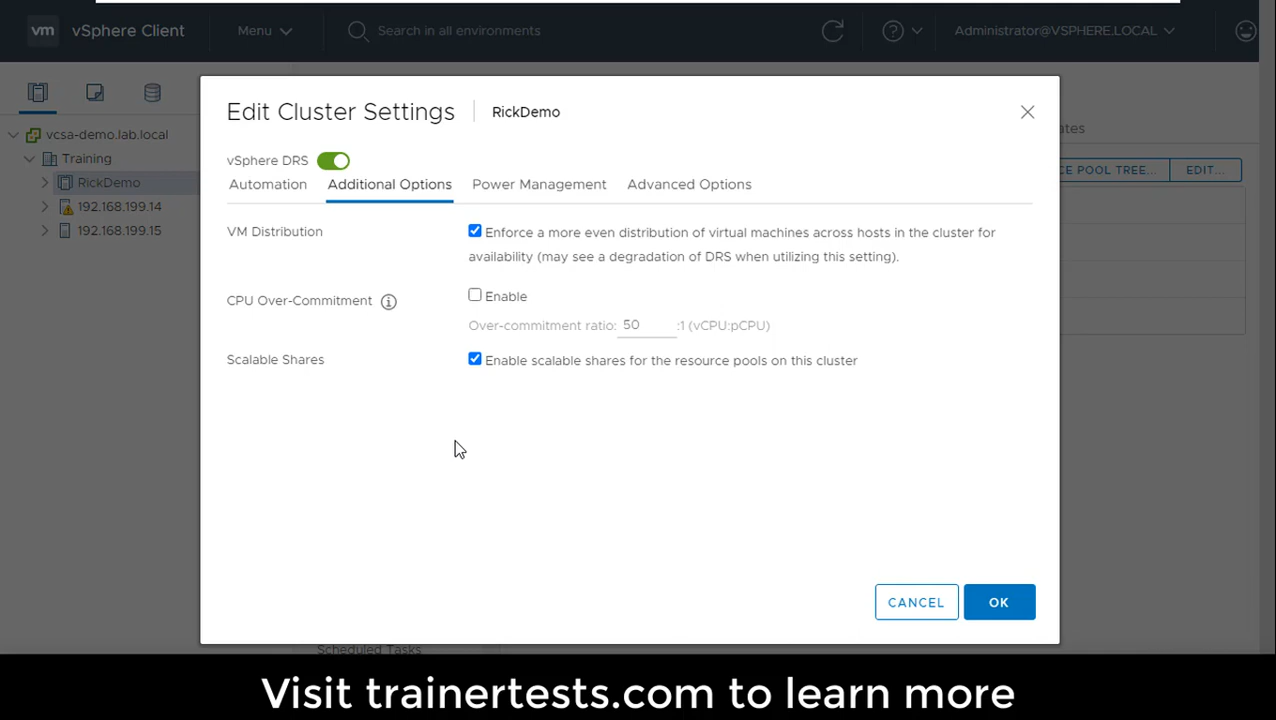 vm vSphere Client Menu Search in all environments Administrator@VSPHERE.LOCAL
Edit Cluster Settings RickDemo
vSphere DRS
Automation Additional Options Power Management Advanced Options
VM Distribution
Enforce a more even distribution of virtual machines across hosts in the cluster for
availability (may see a degradation of DRS when utilizing this setting).
CPU Over-Commitment
Enable
Over-commitment ratio: 50 :1 (vCPU:pCPU)
Scalable Shares
Enable scalable shares for the resource pools on this cluster
CANCEL OK
vcsa-demo.lab.local
Training
RickDemo
192.168.199.14
192.168.199.15
ates
CE POOL TREE... EDIT...
Scheduled Tasks
Visit trainertests.com to learn more